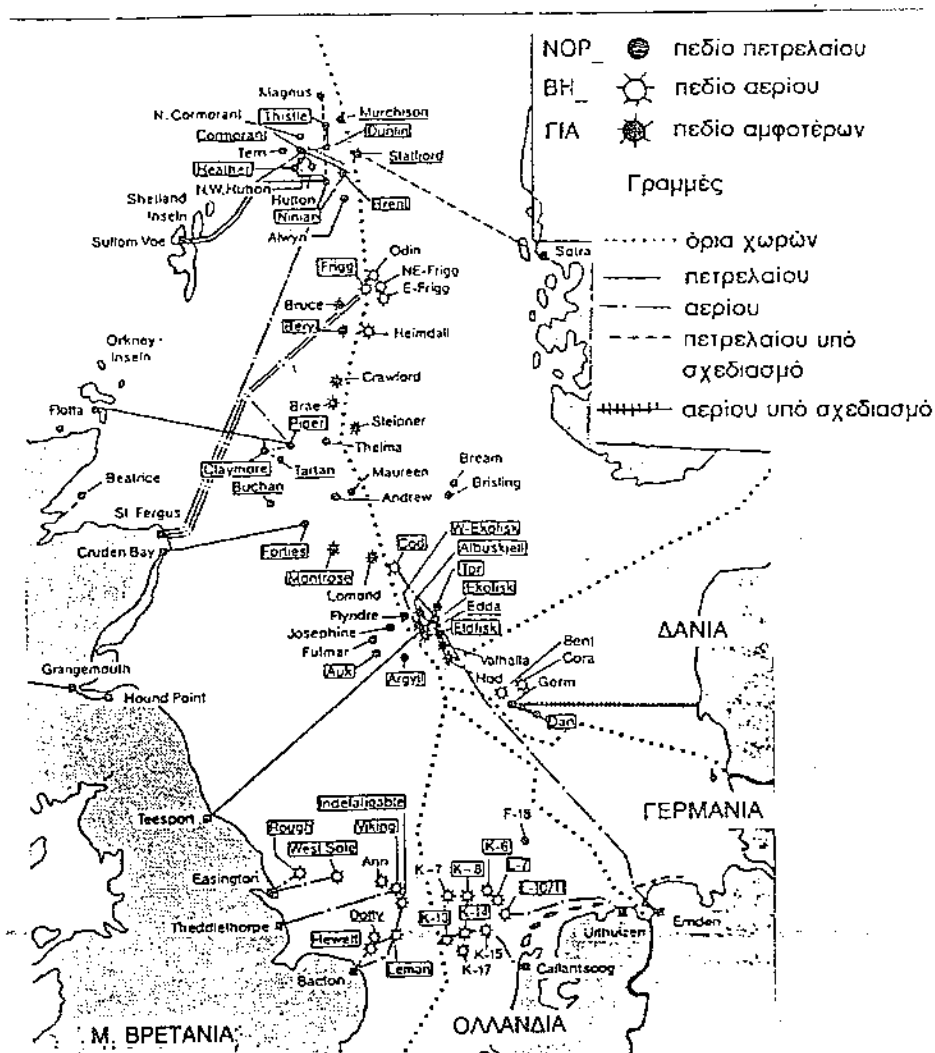 ΝΟΡ_ πεδίο πετρελαίου
ΒΗ_ πεδίο αερίου
ΓΙΑ πεδίο αμφοτέρων
Γραμμές
όρια χωρών
πετρελαίου
αερίου
πετρελαίου υπό
σχεδιασμό
αερίου υπό σχεδιασμό
Magnus
N. Cormorant
Thistle
Murchison
Cormorant
Dunlin
Tern
Statfjord
Heather
N.W. Hutton
Hutton
Brent
Shetland
Inseln
Ninian
Sullom Voe
Alwyn
Sotra
Odin
Frigg
NE-Frigg
E-Frigg
Bruce
Beryl
Heimdall
Orkney-
Inseln
Crawford
Brae
Flotta
Piper
Sleipner
Thelma
Claymore
Tartan
Bream
Maureen
Beatrice
Buchan
Brisling
Andrew
St. Fergus
W-Ekofisk
Cod
Albuskjell
Cruden Bay
Forties
Tor
Montrose
Ekofisk
Lomond
Edda
Flyndre
Eldfisk
Josephine
ΔΑΝΙΑ
Bent
Fulmar
Valhalla
Cora
Auk
Hod
Grangemouth
Argyll
Gorm
Hound Point
Dan
Indefatigable
ΓΕΡΜΑΝΙΑ
Teesport
Rough
Viking
F-18
West Sole
K-6
Ann
K-7
K-8
L-7
Easington
L-10/11
Dotty
K-13
K-14
Theddlethorpe
Uithuizen
Emden
Hewett
K-15
Leman
K-17
Callantsoog
Bacton
Μ. ΒΡΕΤΑΝΙΑ
ΟΛΛΑΝΔΙΑ